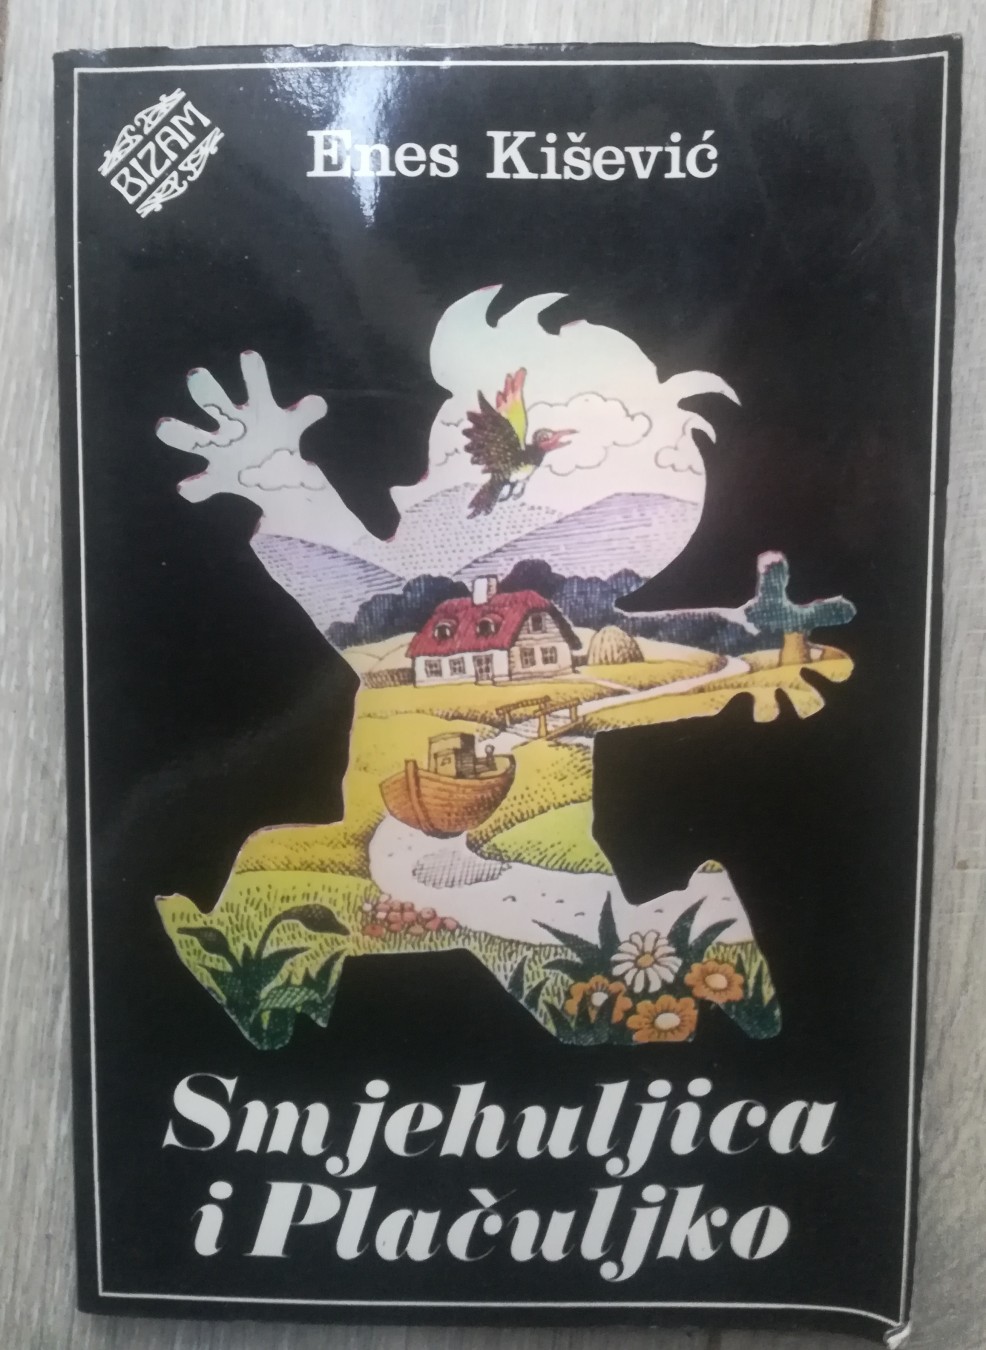 BIZAM
Enes Kišević
Smjehuljica
i Plačuljko